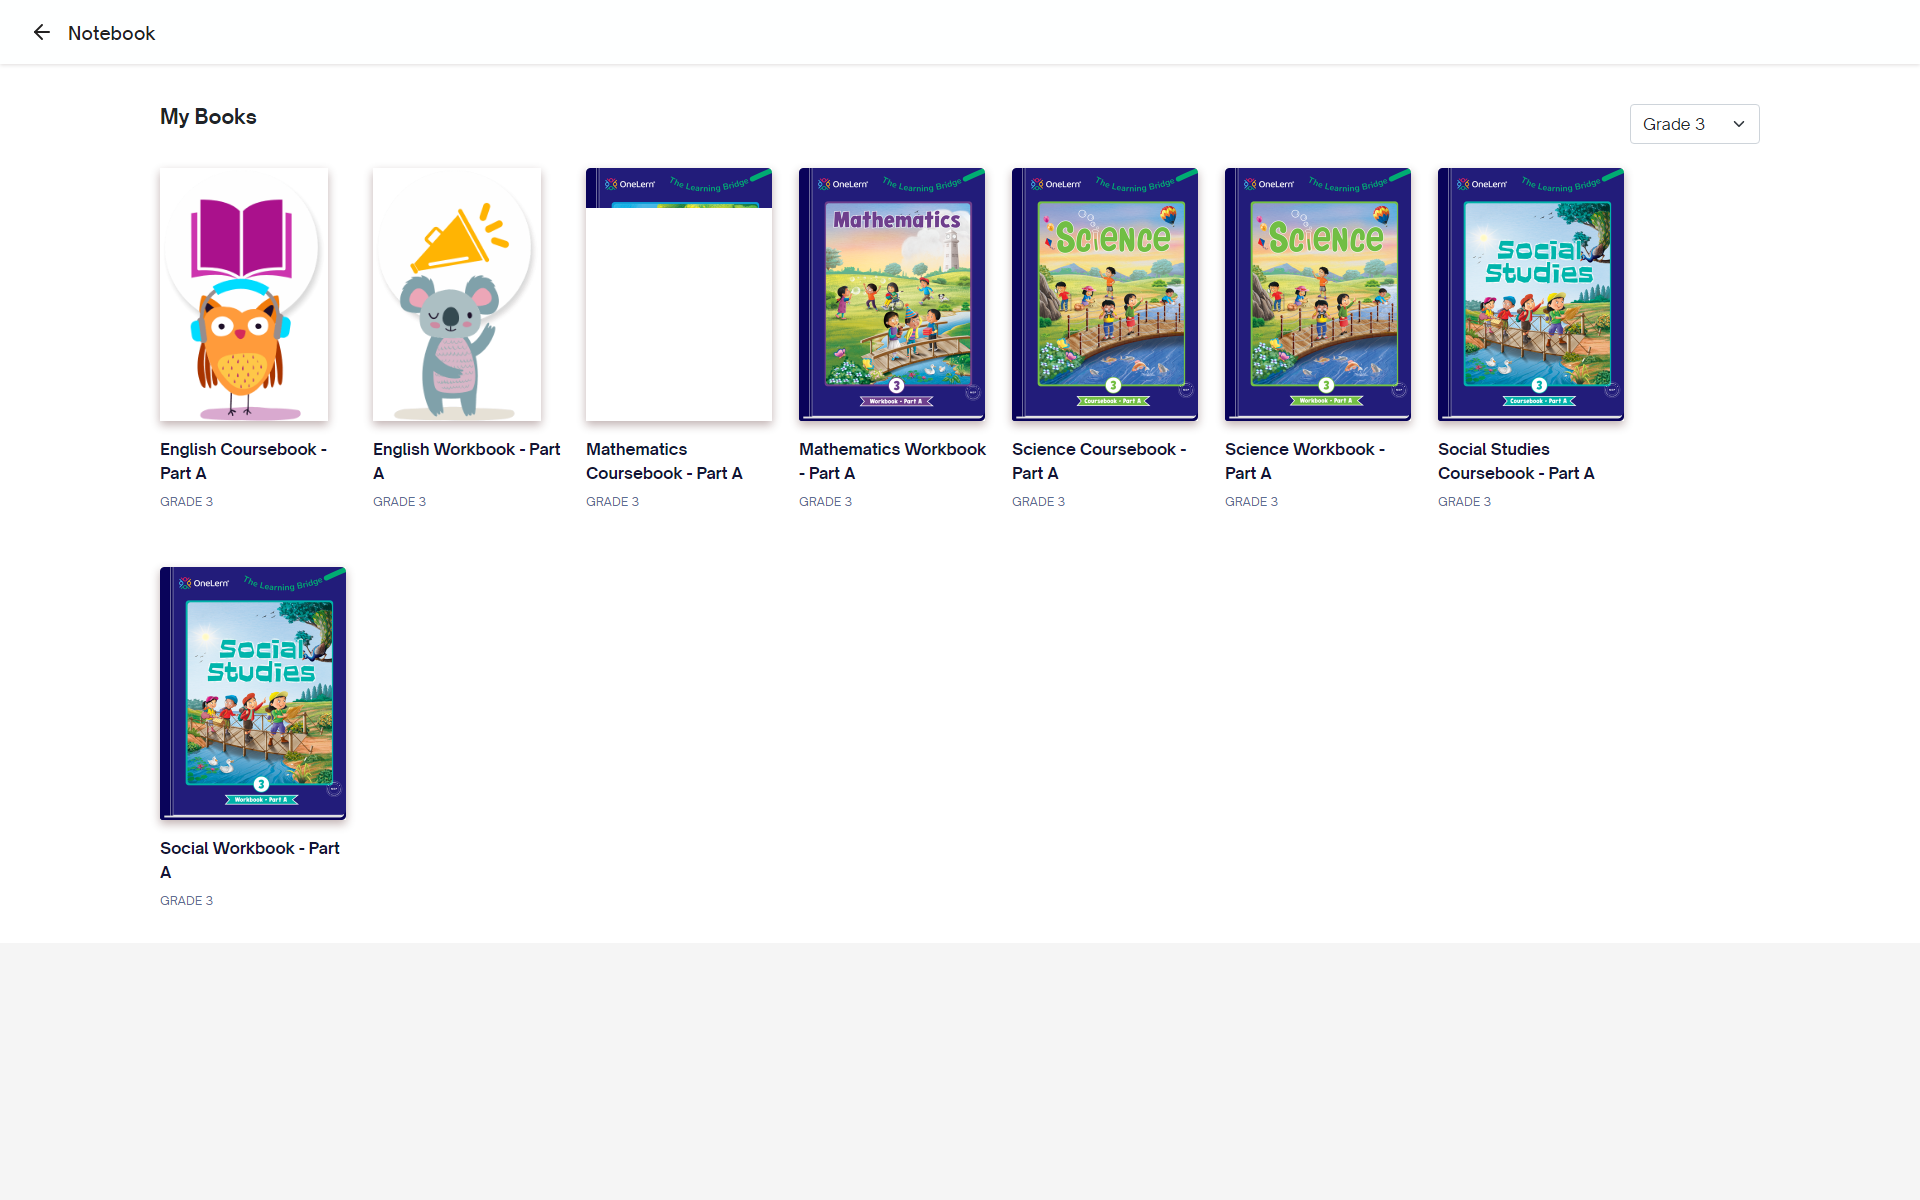 Notebook
My Books
Grade 3
OneLern
The Learning Bridge
OneLern
The Learning Bridge
Mathematics
3
Workbook - Part A
OneLern
The Learning Bridge
Science
3
Coursebook - Part A
OneLern
The Learning Bridge
Science
3
Workbook - Part A
OneLern
The Learning Bridge
Social
Studies
3
Coursebook - Part A
English Coursebook -
Part A
GRADE 3
English Workbook - Part
A
GRADE 3
Mathematics
Coursebook - Part A
GRADE 3
Mathematics Workbook
- Part A
GRADE 3
Science Coursebook -
Part A
GRADE 3
Science Workbook -
Part A
GRADE 3
Social Studies
Coursebook - Part A
GRADE 3
OneLern
The Learning Bridge
Social
Studies
3
Workbook - Part A
Social Workbook - Part
A
GRADE 3